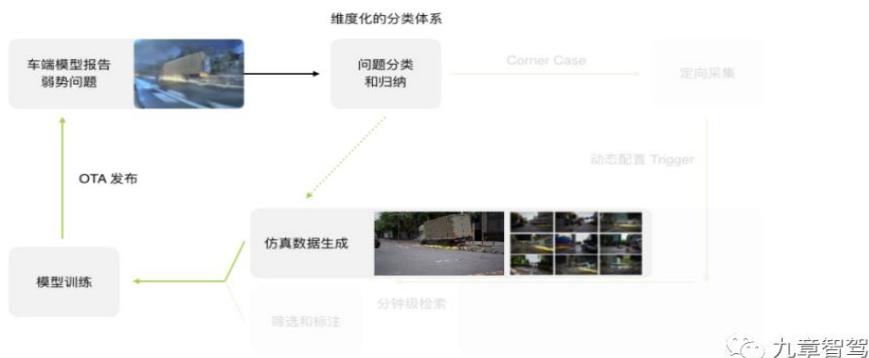 维度化的分类体系
车端模型报告
弱势问题
问题分类
和归纳
Corner Case
定向采集
动态配置 Trigger
OTA 发布
仿真数据生成
模型训练
分钟级检索
筛选和标注
九章智驾